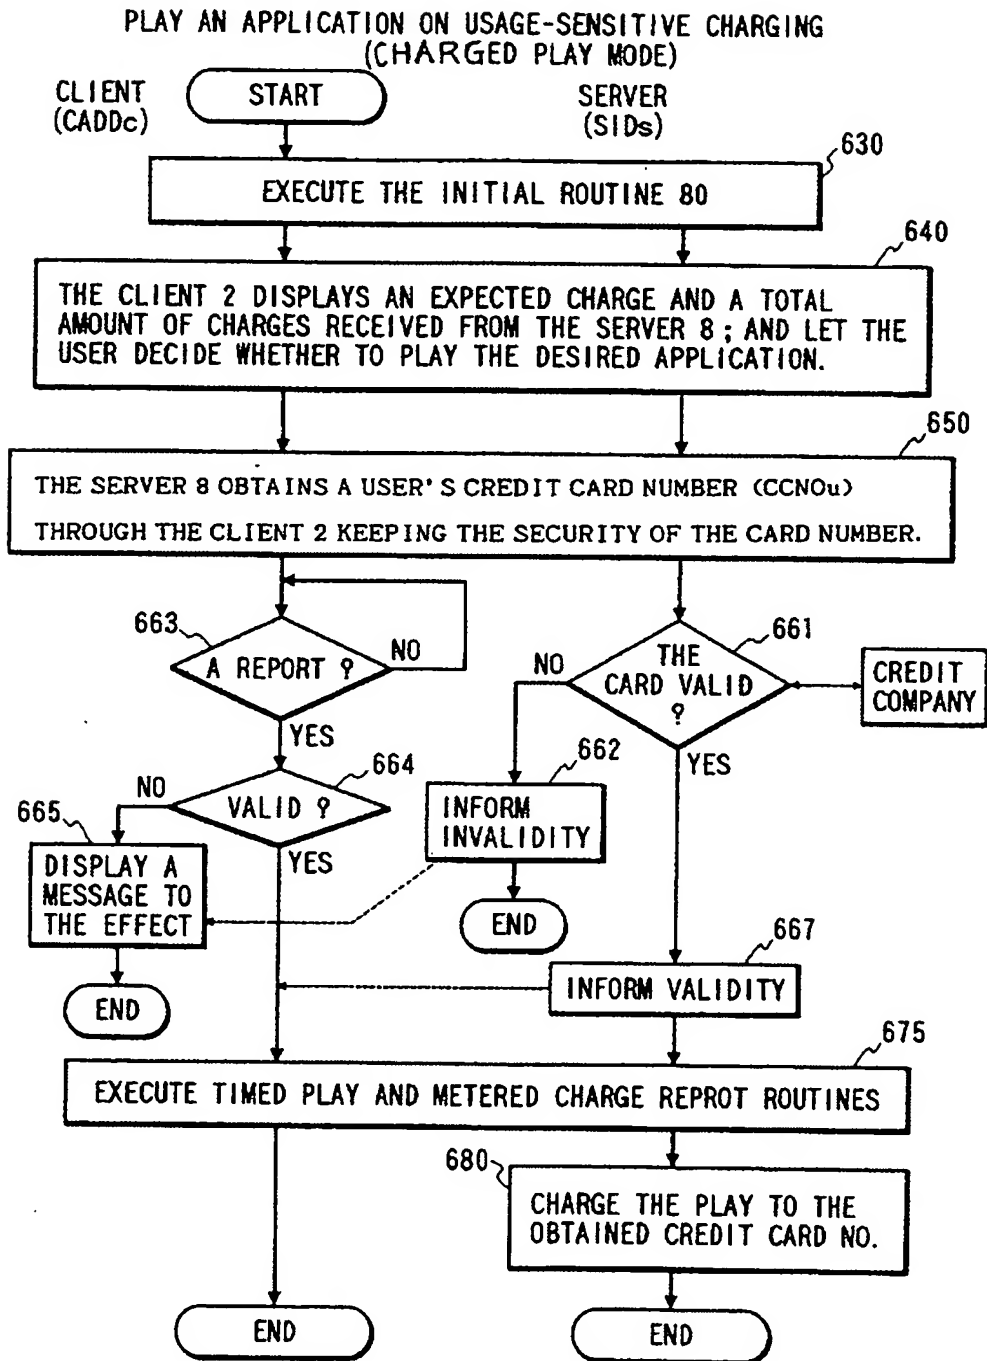 PLAY AN APPLICATION ON USAGE-SENSITIVE CHARGING
(CHARGED PLAY MODE)
CLIENT
(CADDc)
START
SERVER
(SIDs)
630
EXECUTE THE INITIAL ROUTINE 80
640
THE CLIENT 2 DISPLAYS AN EXPECTED CHARGE AND A TOTAL
AMOUNT OF CHARGES RECEIVED FROM THE SERVER 8 ; AND LET THE
USER DECIDE WHETHER TO PLAY THE DESIRED APPLICATION.
650
THE SERVER 8 OBTAINS A USER'S CREDIT CARD NUMBER (CCNOu)
THROUGH THE CLIENT 2 KEEPING THE SECURITY OF THE CARD NUMBER.
663
A REPORT ?
NO
YES
661
THE
CARD VALID
?
NO
YES
CREDIT
COMPANY
664
VALID ?
NO
YES
662
INFORM
INVALIDITY
END
665
DISPLAY A
MESSAGE TO
THE EFFECT
END
667
INFORM VALIDITY
675
EXECUTE TIMED PLAY AND METERED CHARGE REPROT ROUTINES
680
CHARGE THE PLAY TO THE
OBTAINED CREDIT CARD NO.
END
END